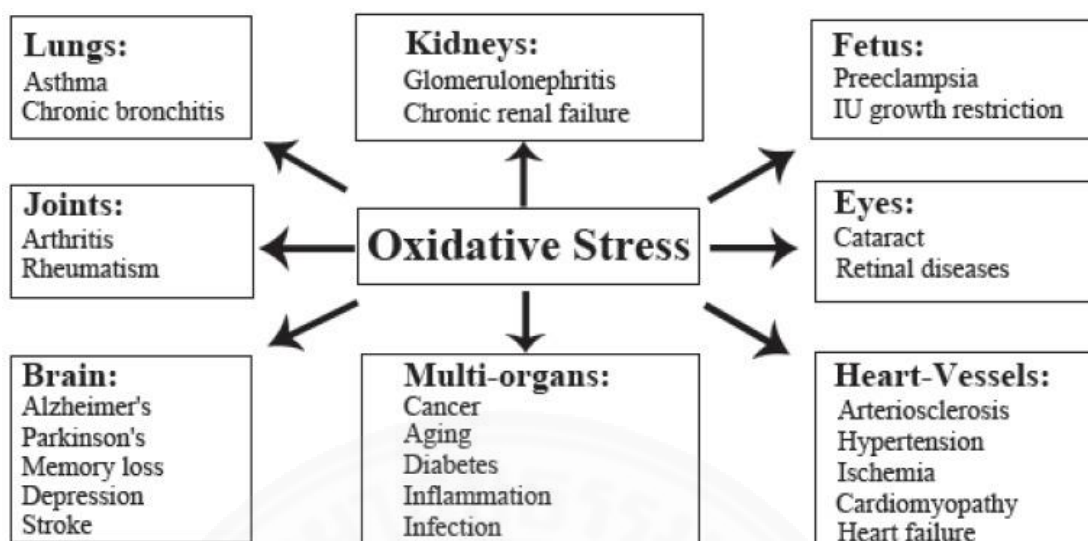 Lungs:
Asthma
Chronic bronchitis
Kidneys:
Glomerulonephritis
Chronic renal failure
Fetus:
Preeclampsia
IU growth restriction
Joints:
Arthritis
Rheumatism
Oxidative Stress
Eyes:
Cataract
Retinal diseases
Brain:
Alzheimer's
Parkinson's
Memory loss
Depression
Stroke
Multi-organs:
Cancer
Aging
Diabetes
Inflammation
Infection
Heart-Vessels:
Arteriosclerosis
Hypertension
Ischemia
Cardiomyopathy
Heart failure